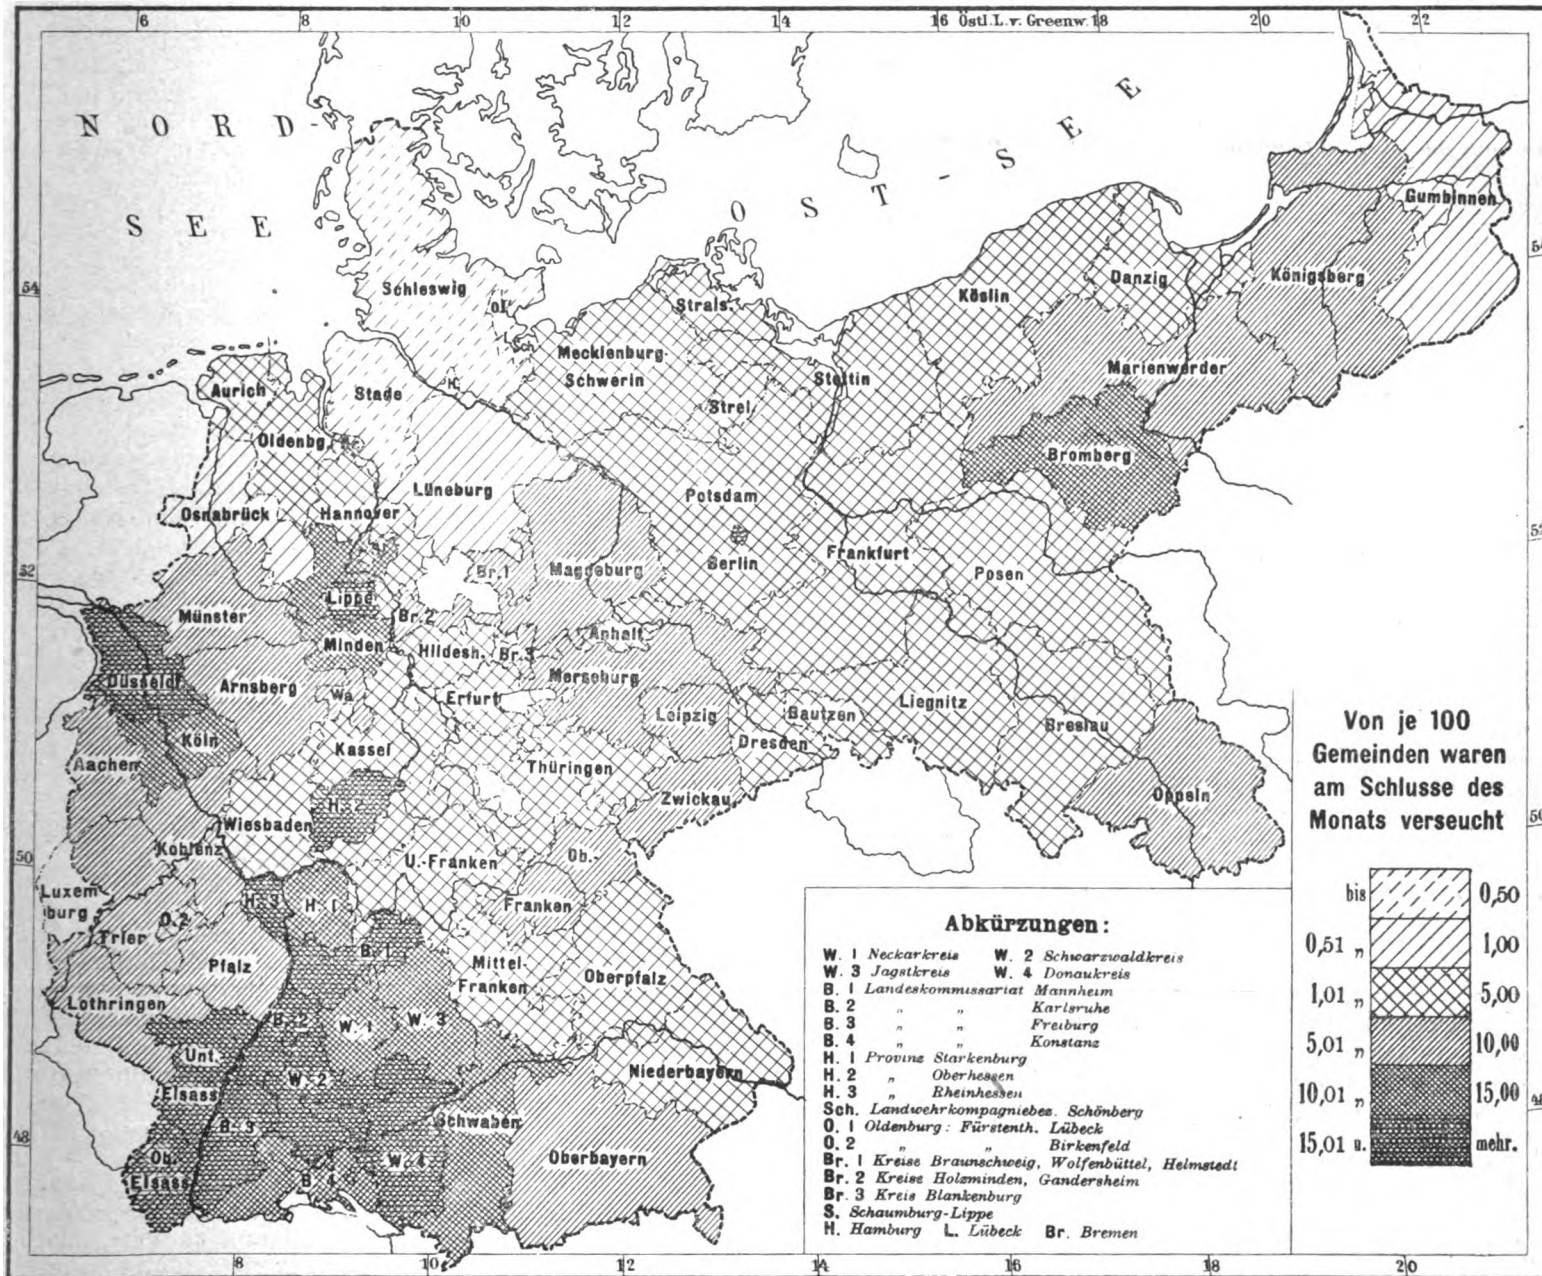 6 8 10 12 14 16 Östl. L. v. Greenw. 18 20 22
NORD-
SEE
OST-SEE
54
52
50
48
Schleswig
O.1
L.
Sch
H.
Stade
Aurich
Oldenbg.
Lüneburg
Osnabrück
Hannover
Mecklenburg-
Schwerin
Strals.
Strel.
Stettin
Köslin
Danzig
Königsberg
Gumbinnen
Marienwerder
Bromberg
Potsdam
Berlin
Frankfurt
Posen
Magdeburg
Br. 1
Br. 2
Hildesh.
Br. 3
Anhalt
Merseburg
Münster
Lippe
Minden
Düsseldf
Arnsberg
Wa.
Erfurt
Leipzig
Bautzen
Dresden
Liegnitz
Breslau
Oppeln
Köln
Aachen
Kassel
H. 2
Wiesbaden
Thüringen
Zwickau
Koblenz
U.-Franken
Ob.-
Franken
Luxem
burg
Trier
O. 2
H. 3
H. 1
B. 1
Pfalz
Mittel-
Franken
Oberpfalz
Lothringen
B. 2
W. 1
W. 3
Unt.
Elsass
W. 2
Niederbayern
B. 3
Schwaben
Ob.
Elsass
B. 4
W. 4
Oberbayern
8 10 12 14 16 18 20
Von je 100
Gemeinden waren
am Schlusse des
Monats verseucht
bis 0,50
0,51 „ 1,00
1,01 „ 5,00
5,01 „ 10,00
10,01 „ 15,00
15,01 u. mehr.
Abkürzungen:
W. 1 Neckarkreis W. 2 Schwarzwaldkreis
W. 3 Jagstkreis W. 4 Donaukreis
B. 1 Landeskommissariat Mannheim
B. 2 „ „ Karlsruhe
B. 3 „ „ Freiburg
B. 4 „ „ Konstanz
H. 1 Provinz Starkenburg
H. 2 „ Oberhessen
H. 3 „ Rheinhessen
Sch. Landwehrkompagniebez. Schönberg
O. 1 Oldenburg: Fürstenth. Lübeck
O. 2 „ „ Birkenfeld
Br. 1 Kreise Braunschweig, Wolfenbüttel, Helmstedt
Br. 2 Kreise Holzminden, Gandersheim
Br. 3 Kreis Blankenburg
S. Schaumburg-Lippe
H. Hamburg L. Lübeck Br. Bremen